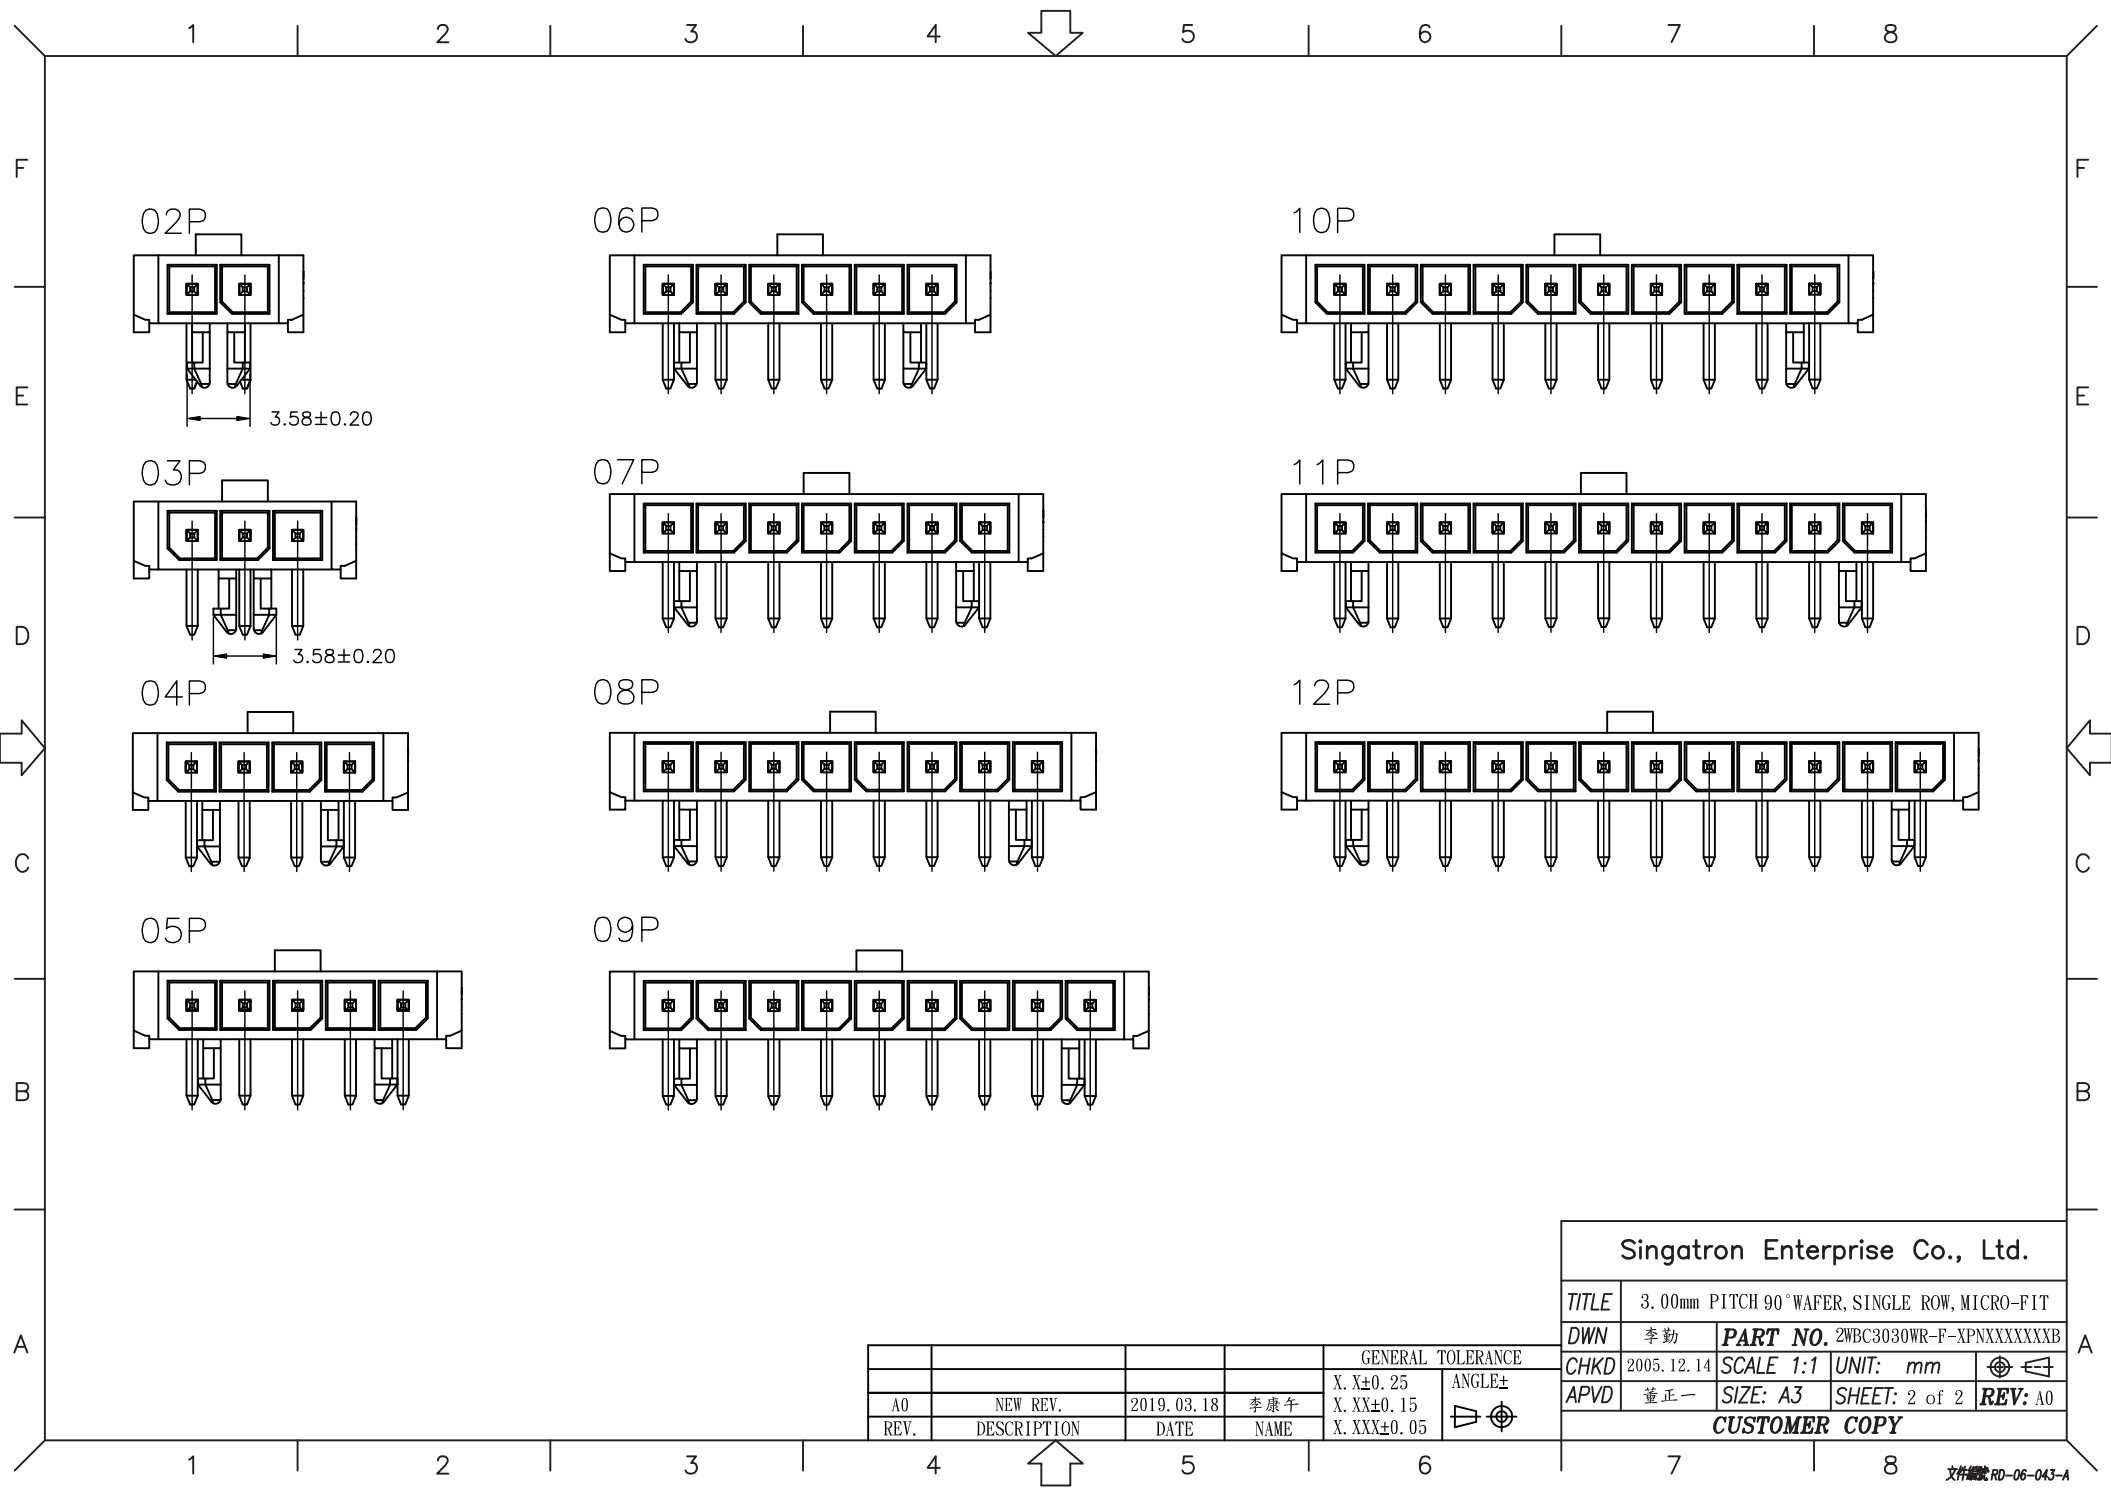 1 2 3 4 5 6 7 8
F F
02P 06P 10P
E E
3.58±0.20
03P 07P 11P
D D
3.58±0.20
04P 08P 12P
C C
05P 09P
B B
Singatron Enterprise Co., Ltd.
TITLE 3.00mm PITCH 90°WAFER, SINGLE ROW, MICRO-FIT
A A
DWN 李勤 PART NO. 2WBC3030WR-F-XPNXXXXXXXB
CHKD 2005.12.14 SCALE 1:1 UNIT: mm
APVD 董正一 SIZE: A3 SHEET: 2 of 2 REV: A0
CUSTOMER COPY
GENERAL TOLERANCE
X.X±0.25 ANGLE±
X.XX±0.15
X.XXX±0.05
A0 NEW REV. 2019.03.18 李康午
REV. DESCRIPTION DATE NAME
1 2 3 4 5 6 7 8
文件編號 RD-06-043-A